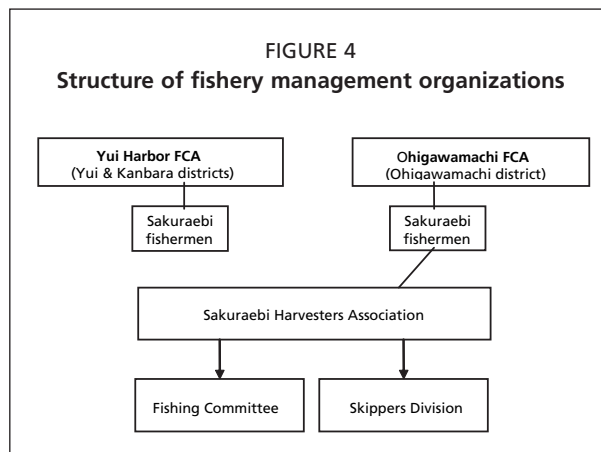 FIGURE 4
Structure of fishery management organizations
Yui Harbor FCA
(Yui & Kanbara districts)
Ohigawamachi FCA
(Ohigawamachi district)
Sakuraebi
fishermen
Sakuraebi
fishermen
Sakuraebi Harvesters Association
Fishing Committee
Skippers Division